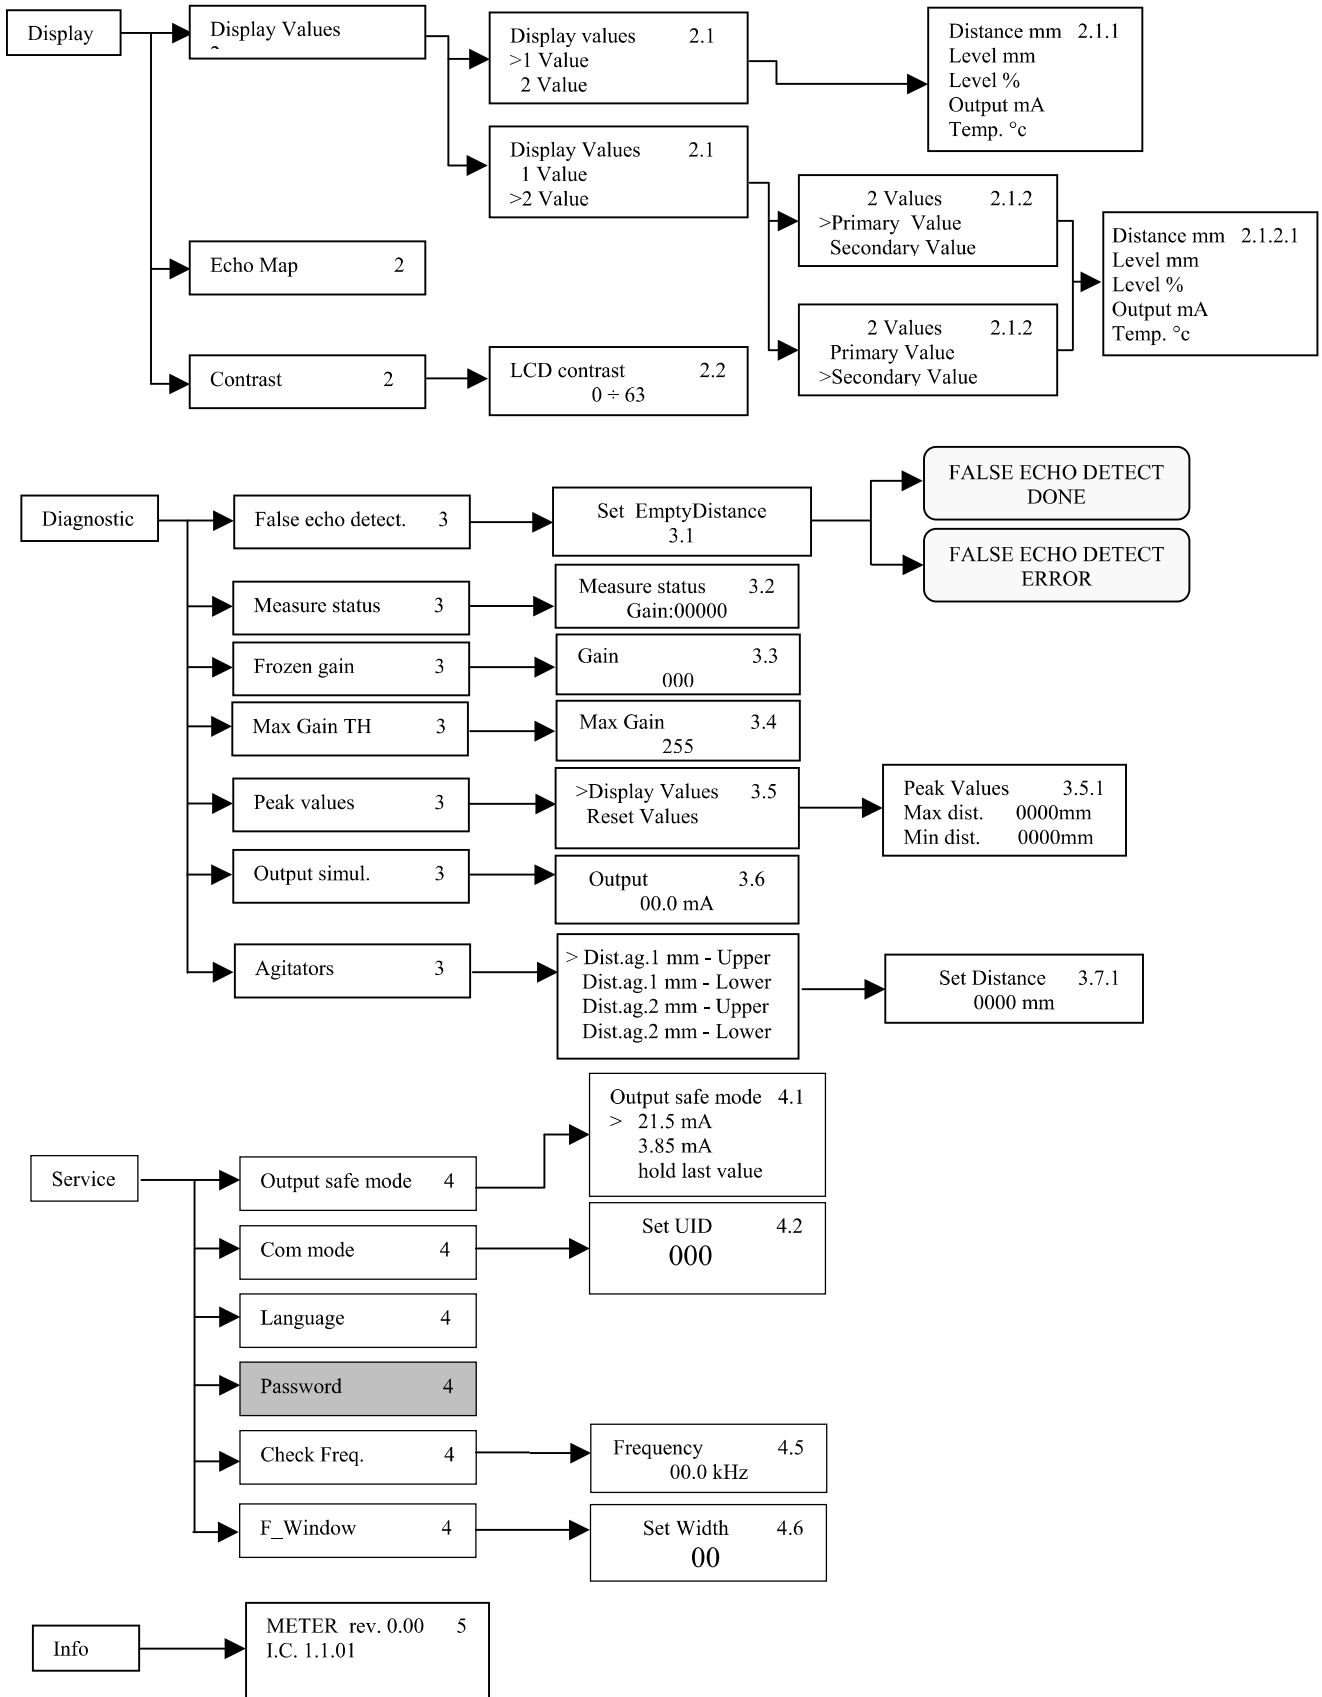 Display
Display Values
Display values 2.1
>1 Value
2 Value
Distance mm 2.1.1
Level mm
Level %
Output mA
Temp. °c
Display Values 2.1
1 Value
>2 Value
2 Values 2.1.2
>Primary Value
Secondary Value
Distance mm 2.1.2.1
Level mm
Level %
Output mA
Temp. °c
Echo Map 2
2 Values 2.1.2
Primary Value
>Secondary Value
Contrast 2
LCD contrast 2.2
0 ÷ 63
Diagnostic
False echo detect. 3
Set EmptyDistance
3.1
FALSE ECHO DETECT
DONE
FALSE ECHO DETECT
ERROR
Measure status 3
Measure status 3.2
Gain:00000
Frozen gain 3
Gain 3.3
000
Max Gain TH 3
Max Gain 3.4
255
Peak values 3
>Display Values 3.5
Reset Values
Peak Values 3.5.1
Max dist. 0000mm
Min dist. 0000mm
Output simul. 3
Output 3.6
00.0 mA
Agitators 3
> Dist.ag.1 mm - Upper
Dist.ag.1 mm - Lower
Dist.ag.2 mm - Upper
Dist.ag.2 mm - Lower
Set Distance 3.7.1
0000 mm
Service
Output safe mode 4
Output safe mode 4.1
> 21.5 mA
3.85 mA
hold last value
Com mode 4
Set UID 4.2
000
Language 4
Password 4
Check Freq. 4
Frequency 4.5
00.0 kHz
F_Window 4
Set Width 4.6
00
Info
METER rev. 0.00 5
I.C. 1.1.01